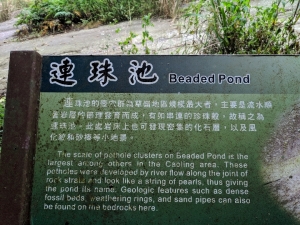 連珠池 Beaded Pond
連珠池的壺穴群為草嶺地區規模最大者，主要是流水順
著岩層的節理發育而成，有如串連的珍珠般，故稱之為
連珠池。此處岩床上也可發現密集的化石層，以及風
化紋和砂棒等小地景。
The scale of pothole clusters on Beaded Pond is the
largest among others in the Caoling area. These
potholes were developed by river flow along the joint of
rock strata and look like a string of pearls, thus giving
the pond its name. Geologic features such as dense
fossil beds, weathering rings, and sand pipes can also
be found on the bedrocks here.